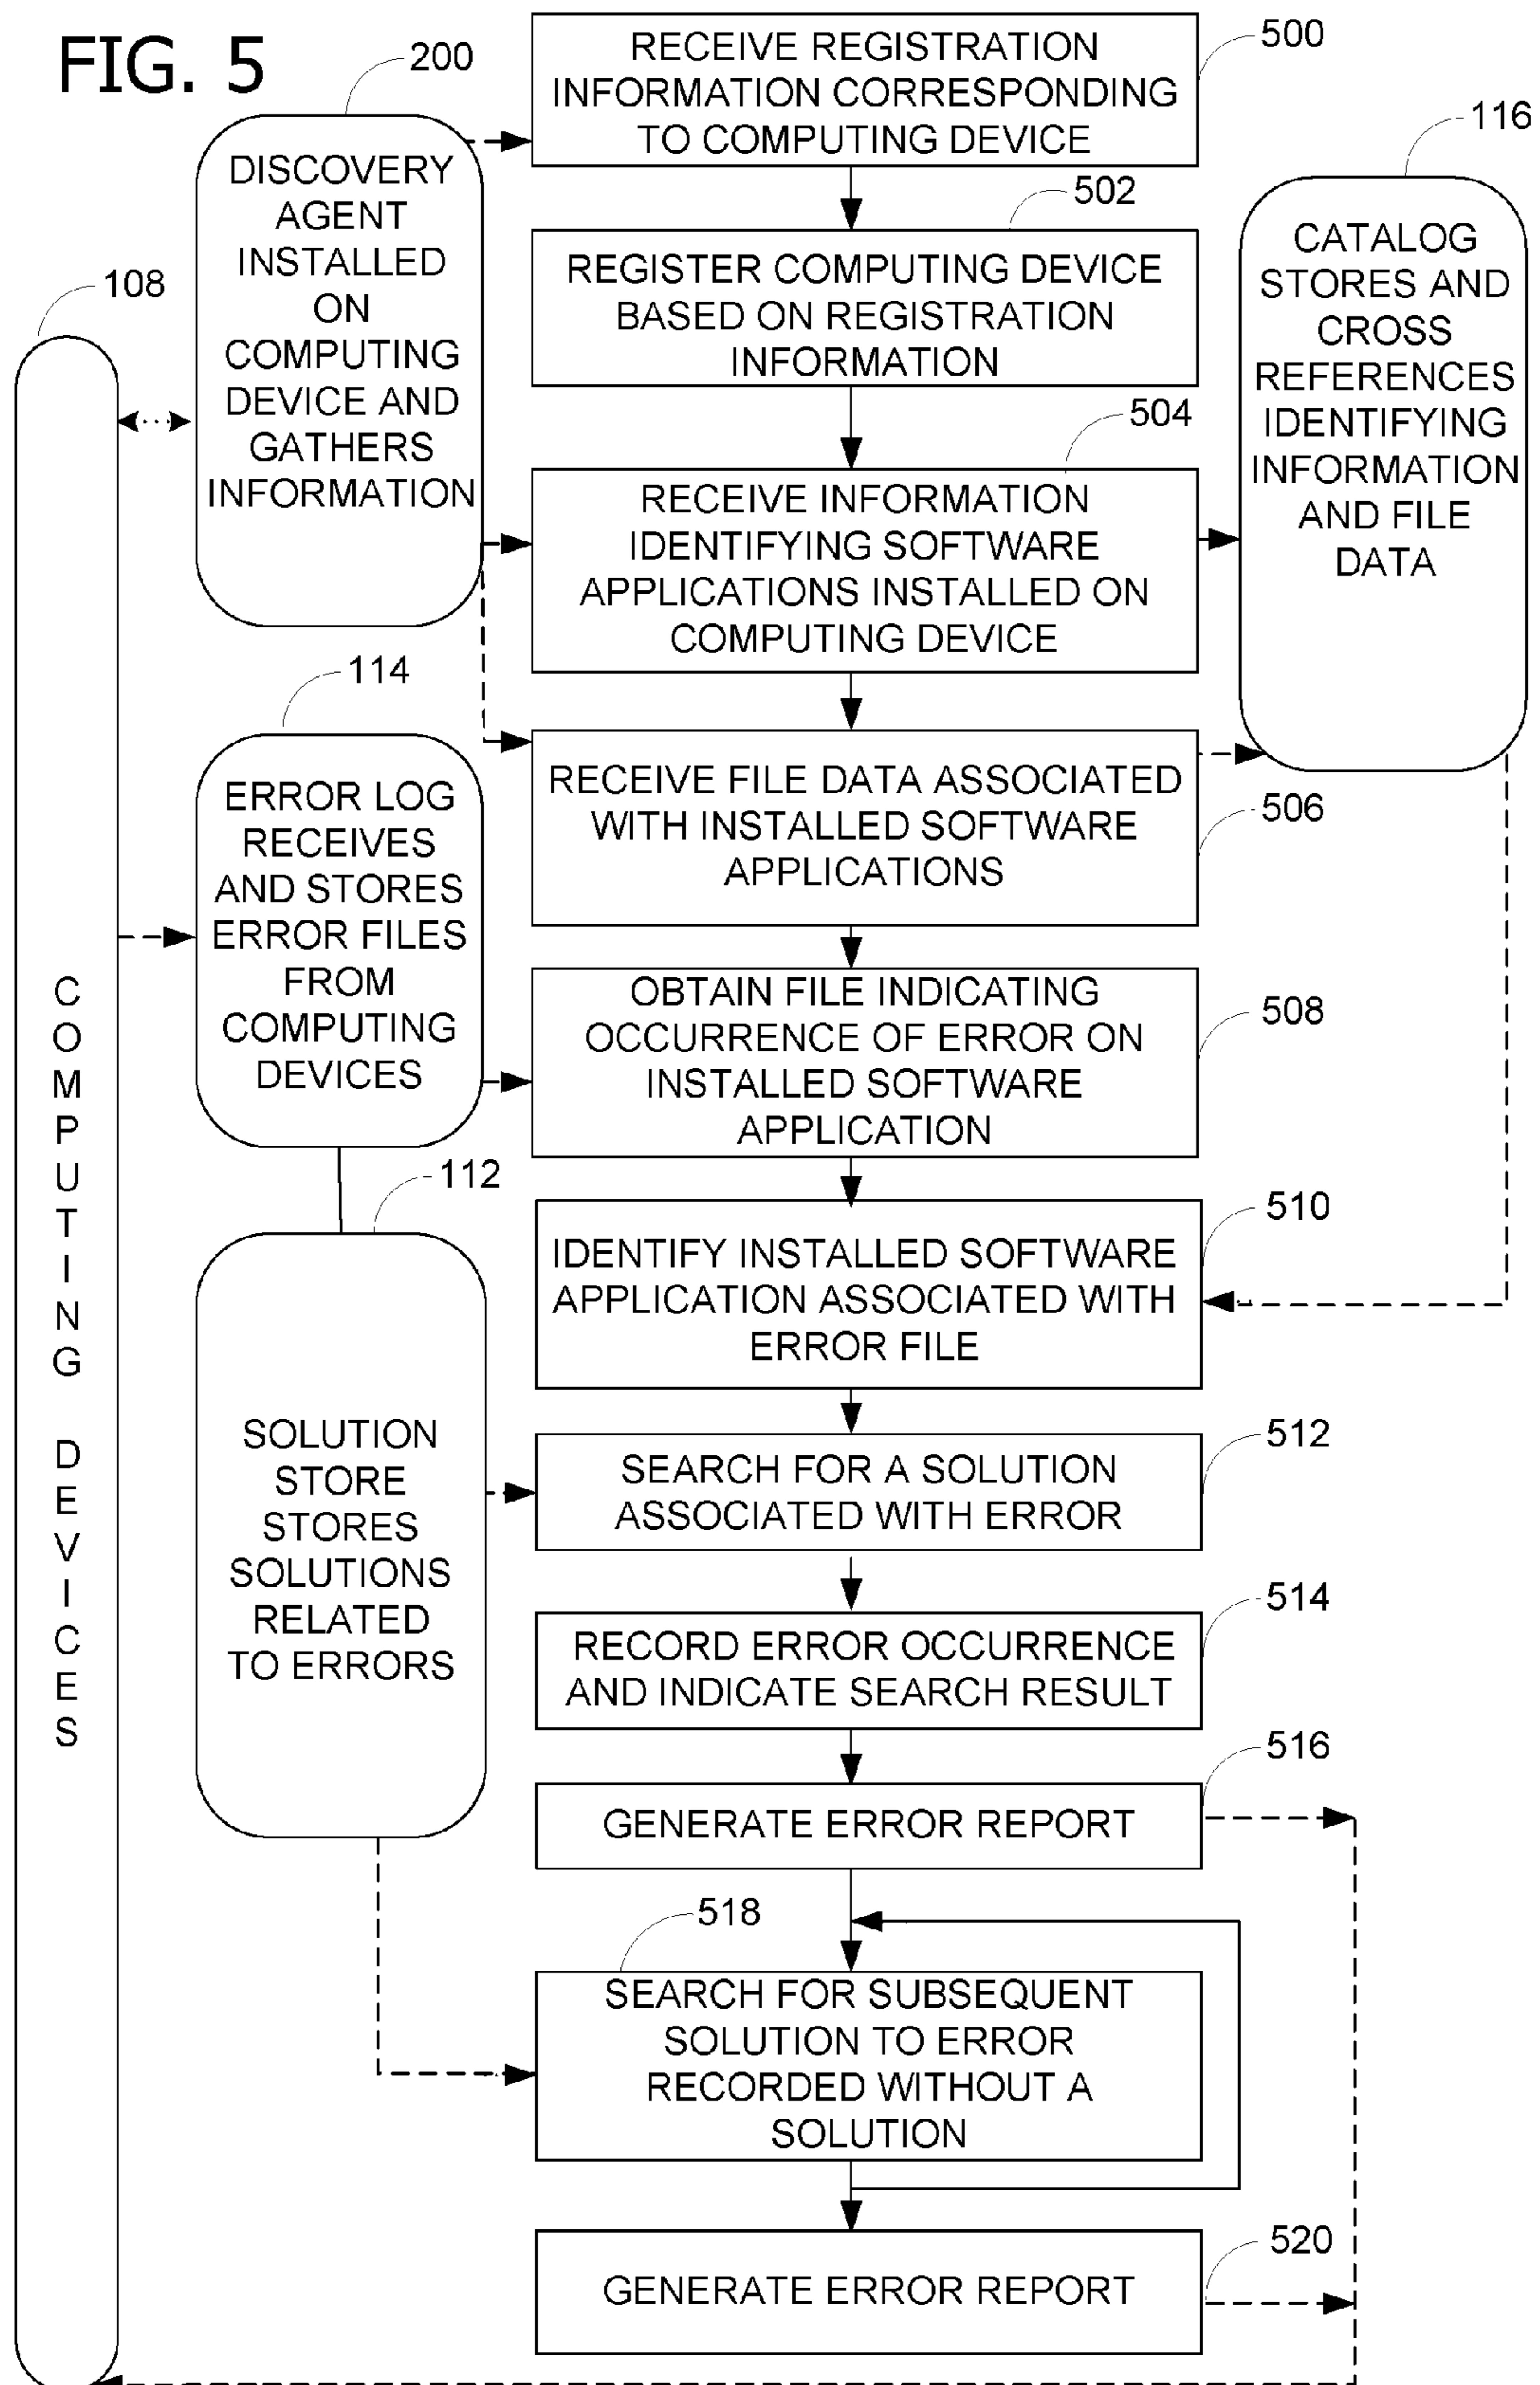 FIG. 5
200
DISCOVERY
AGENT
INSTALLED
ON
COMPUTING
DEVICE AND
GATHERS
INFORMATION
RECEIVE REGISTRATION
INFORMATION CORRESPONDING
TO COMPUTING DEVICE
500
116
CATALOG
STORES AND
CROSS
REFERENCES
IDENTIFYING
INFORMATION
AND FILE
DATA
502
REGISTER COMPUTING DEVICE
BASED ON REGISTRATION
INFORMATION
108
COMPUTING DEVICES
504
RECEIVE INFORMATION
IDENTIFYING SOFTWARE
APPLICATIONS INSTALLED ON
COMPUTING DEVICE
114
ERROR LOG
RECEIVES
AND STORES
ERROR FILES
FROM
COMPUTING
DEVICES
RECEIVE FILE DATA ASSOCIATED
WITH INSTALLED SOFTWARE
APPLICATIONS
506
OBTAIN FILE INDICATING
OCCURRENCE OF ERROR ON
INSTALLED SOFTWARE
APPLICATION
508
112
SOLUTION
STORE
STORES
SOLUTIONS
RELATED
TO ERRORS
IDENTIFY INSTALLED SOFTWARE
APPLICATION ASSOCIATED WITH
ERROR FILE
510
SEARCH FOR A SOLUTION
ASSOCIATED WITH ERROR
512
RECORD ERROR OCCURRENCE
AND INDICATE SEARCH RESULT
514
GENERATE ERROR REPORT
516
518
SEARCH FOR SUBSEQUENT
SOLUTION TO ERROR
RECORDED WITHOUT A
SOLUTION
GENERATE ERROR REPORT
520